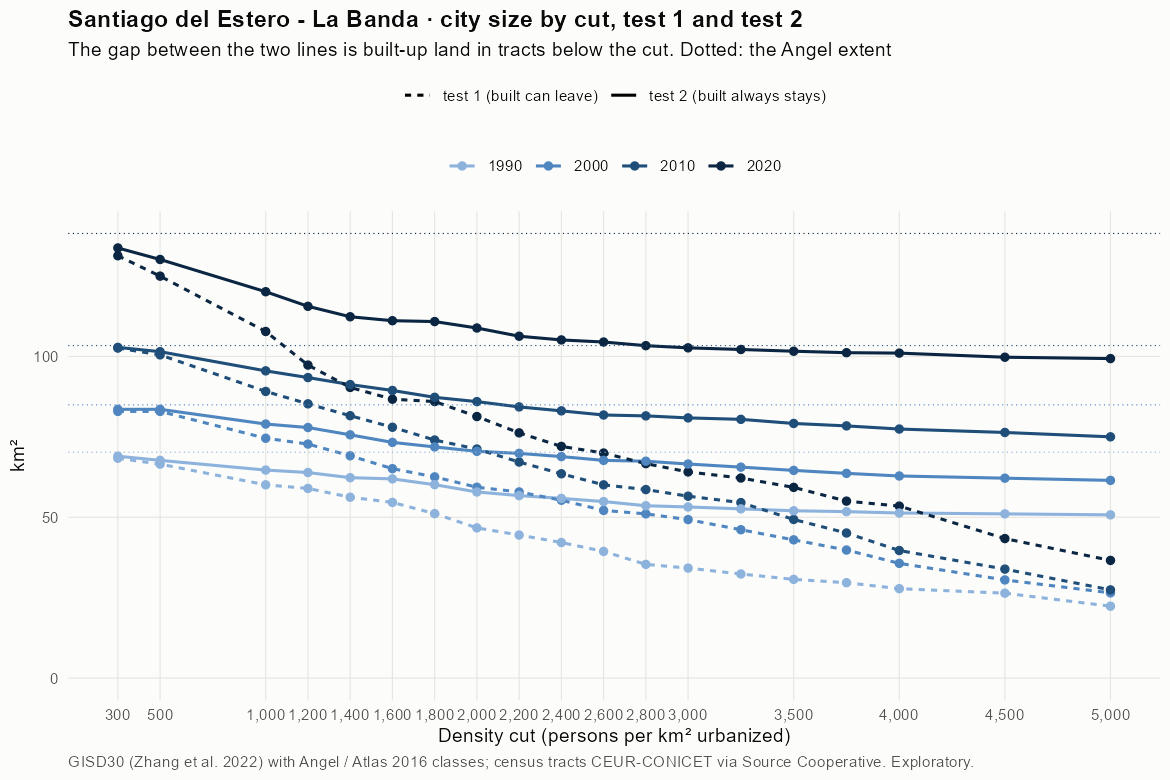 Santiago del Estero - La Banda · city size by cut, test 1 and test 2
The gap between the two lines is built-up land in tracts below the cut. Dotted: the Angel extent
test 1 (built can leave) test 2 (built always stays)
1990 2000 2010 2020
100
50
0
km²
300 500 1,000 1,200 1,400 1,600 1,800 2,000 2,200 2,400 2,600 2,800 3,000 3,500 4,000 4,500 5,000
Density cut (persons per km² urbanized)
GISD30 (Zhang et al. 2022) with Angel / Atlas 2016 classes; census tracts CEUR-CONICET via Source Cooperative. Exploratory.